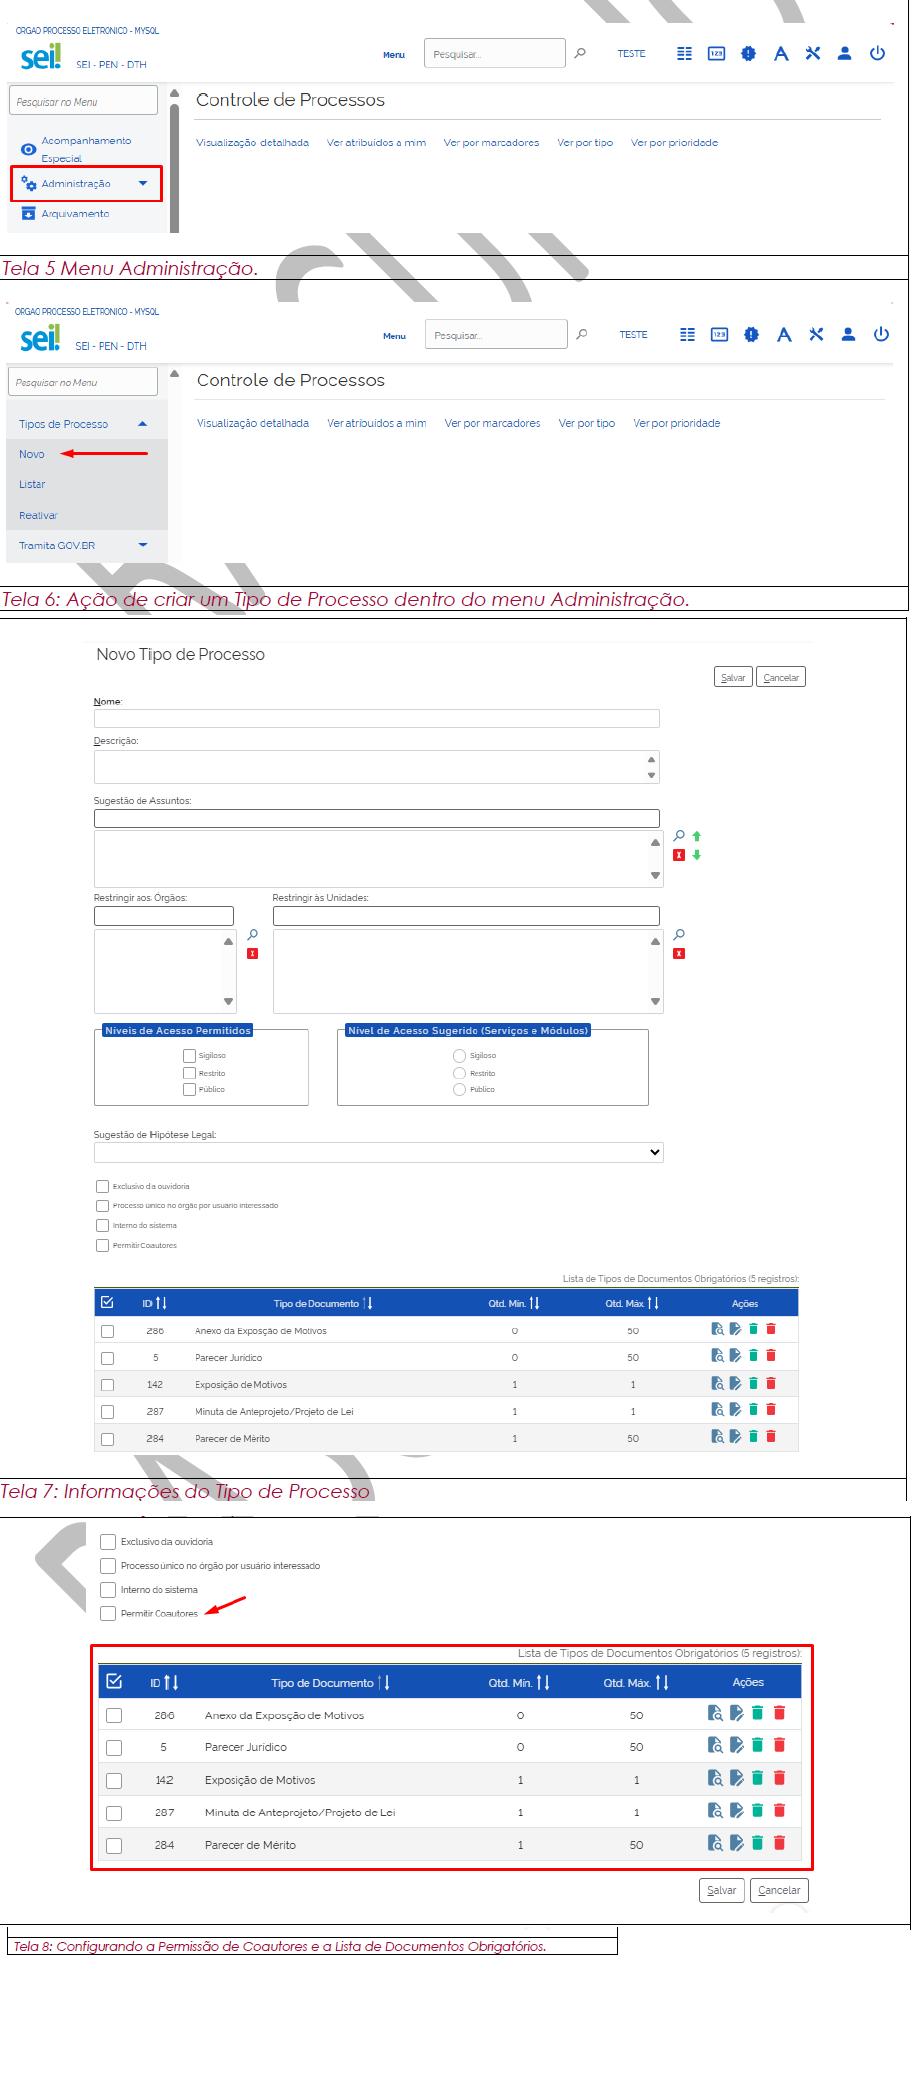 ORGAO PROCESSO ELETRONICO - MYSQL
sei!
SEI - PEN - DTH
Menu
Pesquisar...
TESTE
123
A
Pesquisar no Menu
Controle de Processos
Visualização detalhada Ver atribuídos a mim Ver por marcadores Ver por tipo Ver por prioridade
Acompanhamento
Especial
Administração
Arquivamento
Tela 5 Menu Administração.
ORGAO PROCESSO ELETRONICO - MYSQL
sei!
SEI - PEN - DTH
Menu
Pesquisar...
TESTE
123
A
Pesquisar no Menu
Controle de Processos
Visualização detalhada Ver atribuídos a mim Ver por marcadores Ver por tipo Ver por prioridade
Tipos de Processo
Novo
Listar
Reativar
Tramita GOV.BR
Tela 6: Ação de criar um Tipo de Processo dentro do menu Administração.
Novo Tipo de Processo
Salvar Cancelar
Nome:
Descrição:
Sugestão de Assuntos:
Restringir aos Órgãos: Restringir às Unidades:
Níveis de Acesso Permitidos Nível de Acesso Sugerido (Serviços e Módulos)
Sigiloso Sigiloso
Restrito Restrito
Público Público
Sugestão de Hipótese Legal:
Exclusivo da ouvidoria
Processo único no órgão por usuário interessado
Interno do sistema
Permitir Coautores
Lista de Tipos de Documentos Obrigatórios (5 registros):
ID Tipo de Documento Qtd. Mín. Qtd. Máx. Ações
286 Anexo da Exposção de Motivos 0 50
5 Parecer Jurídico 0 50
142 Exposição de Motivos 1 1
287 Minuta de Anteprojeto/Projeto de Lei 1 1
284 Parecer de Mérito 1 50
Tela 7: Informações do Tipo de Processo
Exclusivo da ouvidoria
Processo único no órgão por usuário interessado
Interno do sistema
Permitir Coautores
Lista de Tipos de Documentos Obrigatórios (5 registros):
ID Tipo de Documento Qtd. Mín. Qtd. Máx. Ações
286 Anexo da Exposção de Motivos 0 50
5 Parecer Jurídico 0 50
142 Exposição de Motivos 1 1
287 Minuta de Anteprojeto/Projeto de Lei 1 1
284 Parecer de Mérito 1 50
Salvar Cancelar
Tela 8: Configurando a Permissão de Coautores e a Lista de Documentos Obrigatórios.